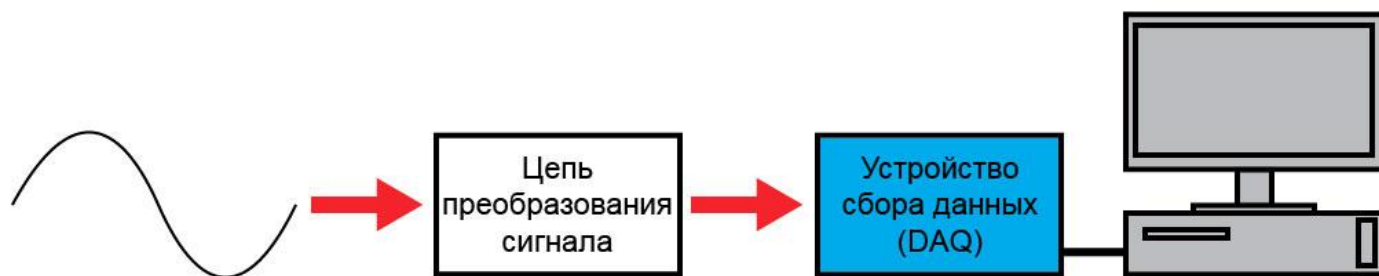 Цепь
преобразования
сигнала
Устройство
сбора данных
(DAQ)